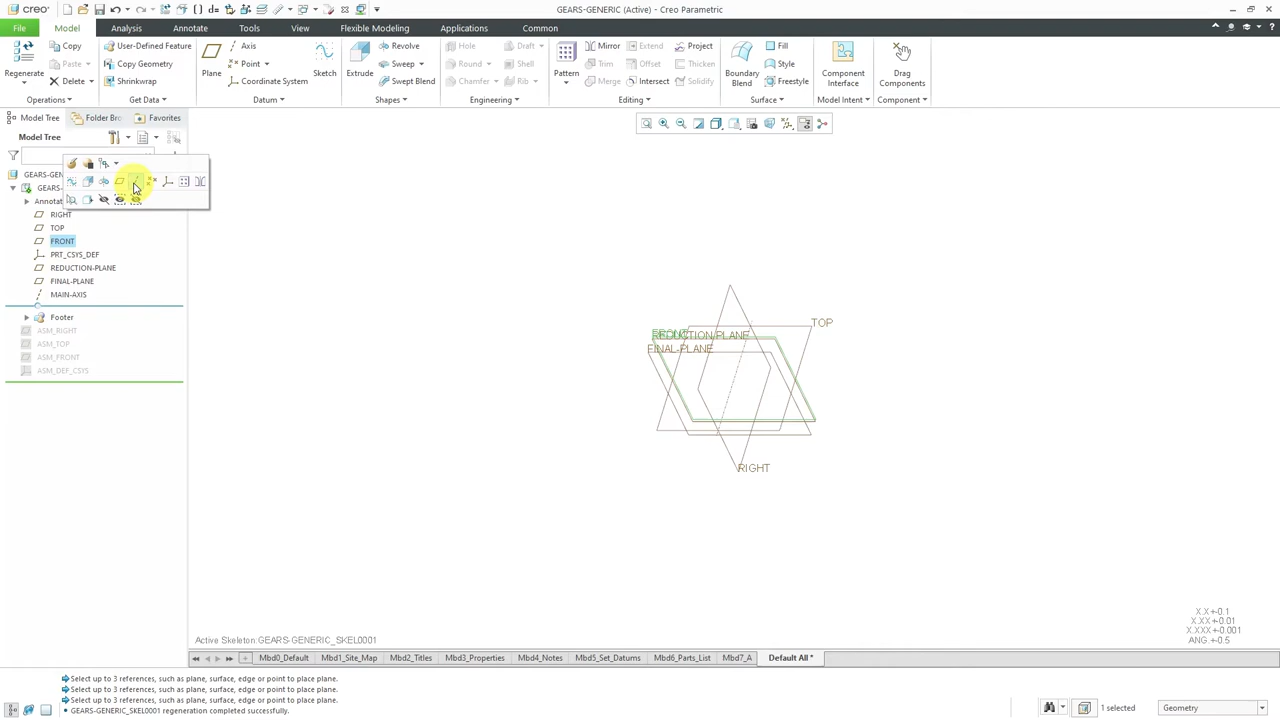 creo
GEARS-GENERIC (Active) - Creo Parametric
File
Model
Analysis
Annotate
Tools
View
Flexible Modeling
Applications
Common
Regenerate
Copy
Paste
Delete
Operations
User-Defined Feature
Copy Geometry
Shrinkwrap
Get Data
Plane
Axis
Point
Coordinate System
Sketch
Datum
Extrude
Revolve
Sweep
Swept Blend
Shapes
Hole
Round
Chamfer
Draft
Shell
Rib
Engineering
Pattern
Mirror
Trim
Merge
Extend
Offset
Intersect
Project
Thicken
Solidify
Editing
Boundary
Blend
Fill
Style
Freestyle
Surface
Component
Interface
Model Intent
Drag
Components
Component
Model Tree
Folder Bro
Favorites
Model Tree
GEARS-GEN
GEARS-
Annotat
RIGHT
TOP
FRONT
PRT_CSYS_DEF
REDUCTION-PLANE
FINAL-PLANE
MAIN-AXIS
Footer
ASM_RIGHT
ASM_TOP
ASM_FRONT
ASM_DEF_CSYS
TOP
REDUCTION-PLANE
FINAL-PLANE
RIGHT
X.X+-0.1
X.XX+-0.01
X.XXX+-0.001
ANG.+-0.5
Active Skeleton:GEARS-GENERIC_SKEL0001
Mbd0_Default
Mbd1_Site_Map
Mbd2_Titles
Mbd3_Properties
Mbd4_Notes
Mbd5_Set_Datums
Mbd6_Parts_List
Mbd7_A
Default All *
Select up to 3 references, such as plane, surface, edge or point to place plane.
Select up to 3 references, such as plane, surface, edge or point to place plane.
Select up to 3 references, such as plane, surface, edge or point to place plane.
• GEARS-GENERIC_SKEL0001 regeneration completed successfully.
1 selected
Geometry